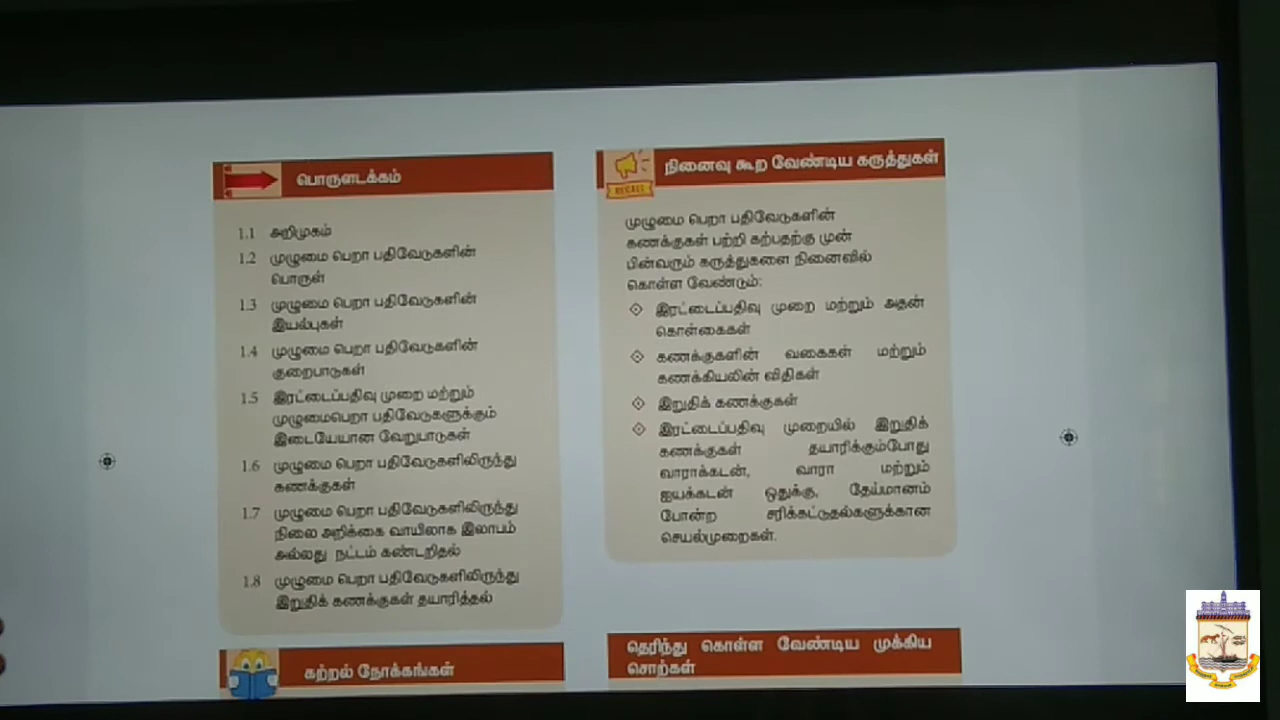 பொருளடக்கம்
1.1 அறிமுகம்
1.2 முழுமை பெறா பதிவேடுகளின்
பொருள்
1.3 முழுமை பெறா பதிவேடுகளின்
இயல்புகள்
1.4 முழுமை பெறா பதிவேடுகளின்
குறைபாடுகள்
1.5 இரட்டைப்பதிவு முறை மற்றும்
முழுமைபெறா பதிவேடுகளுக்கும்
இடையேயான வேறுபாடுகள்
1.6 முழுமை பெறா பதிவேடுகளிலிருந்து
கணக்குகள்
1.7 முழுமை பெறா பதிவேடுகளிலிருந்து
நிலை அறிக்கை வாயிலாக இலாபம்
அல்லது நட்டம் கண்டறிதல்
1.8 முழுமை பெறா பதிவேடுகளிலிருந்து
இறுதிக் கணக்குகள் தயாரித்தல்
கற்றல் நோக்கங்கள்
RECALL
நினைவு கூற வேண்டிய கருத்துகள்
முழுமை பெறா பதிவேடுகளின்
கணக்குகள் பற்றி கற்பதற்கு முன்
பின்வரும் கருத்துகளை நினைவில்
கொள்ள வேண்டும்:
இரட்டைப்பதிவு முறை மற்றும் அதன்
கொள்கைகள்
கணக்குகளின் வகைகள் மற்றும்
கணக்கியலின் விதிகள்
இறுதிக் கணக்குகள்
இரட்டைப்பதிவு முறையில் இறுதிக்
கணக்குகள் தயாரிக்கும்போது
வாராக்கடன், வாரா மற்றும்
ஐயக்கடன் ஒதுக்கு, தேய்மானம்
போன்ற சரிக்கட்டுதல்களுக்கான
செயல்முறைகள்.
தெரிந்து கொள்ள வேண்டிய முக்கிய
சொற்கள்